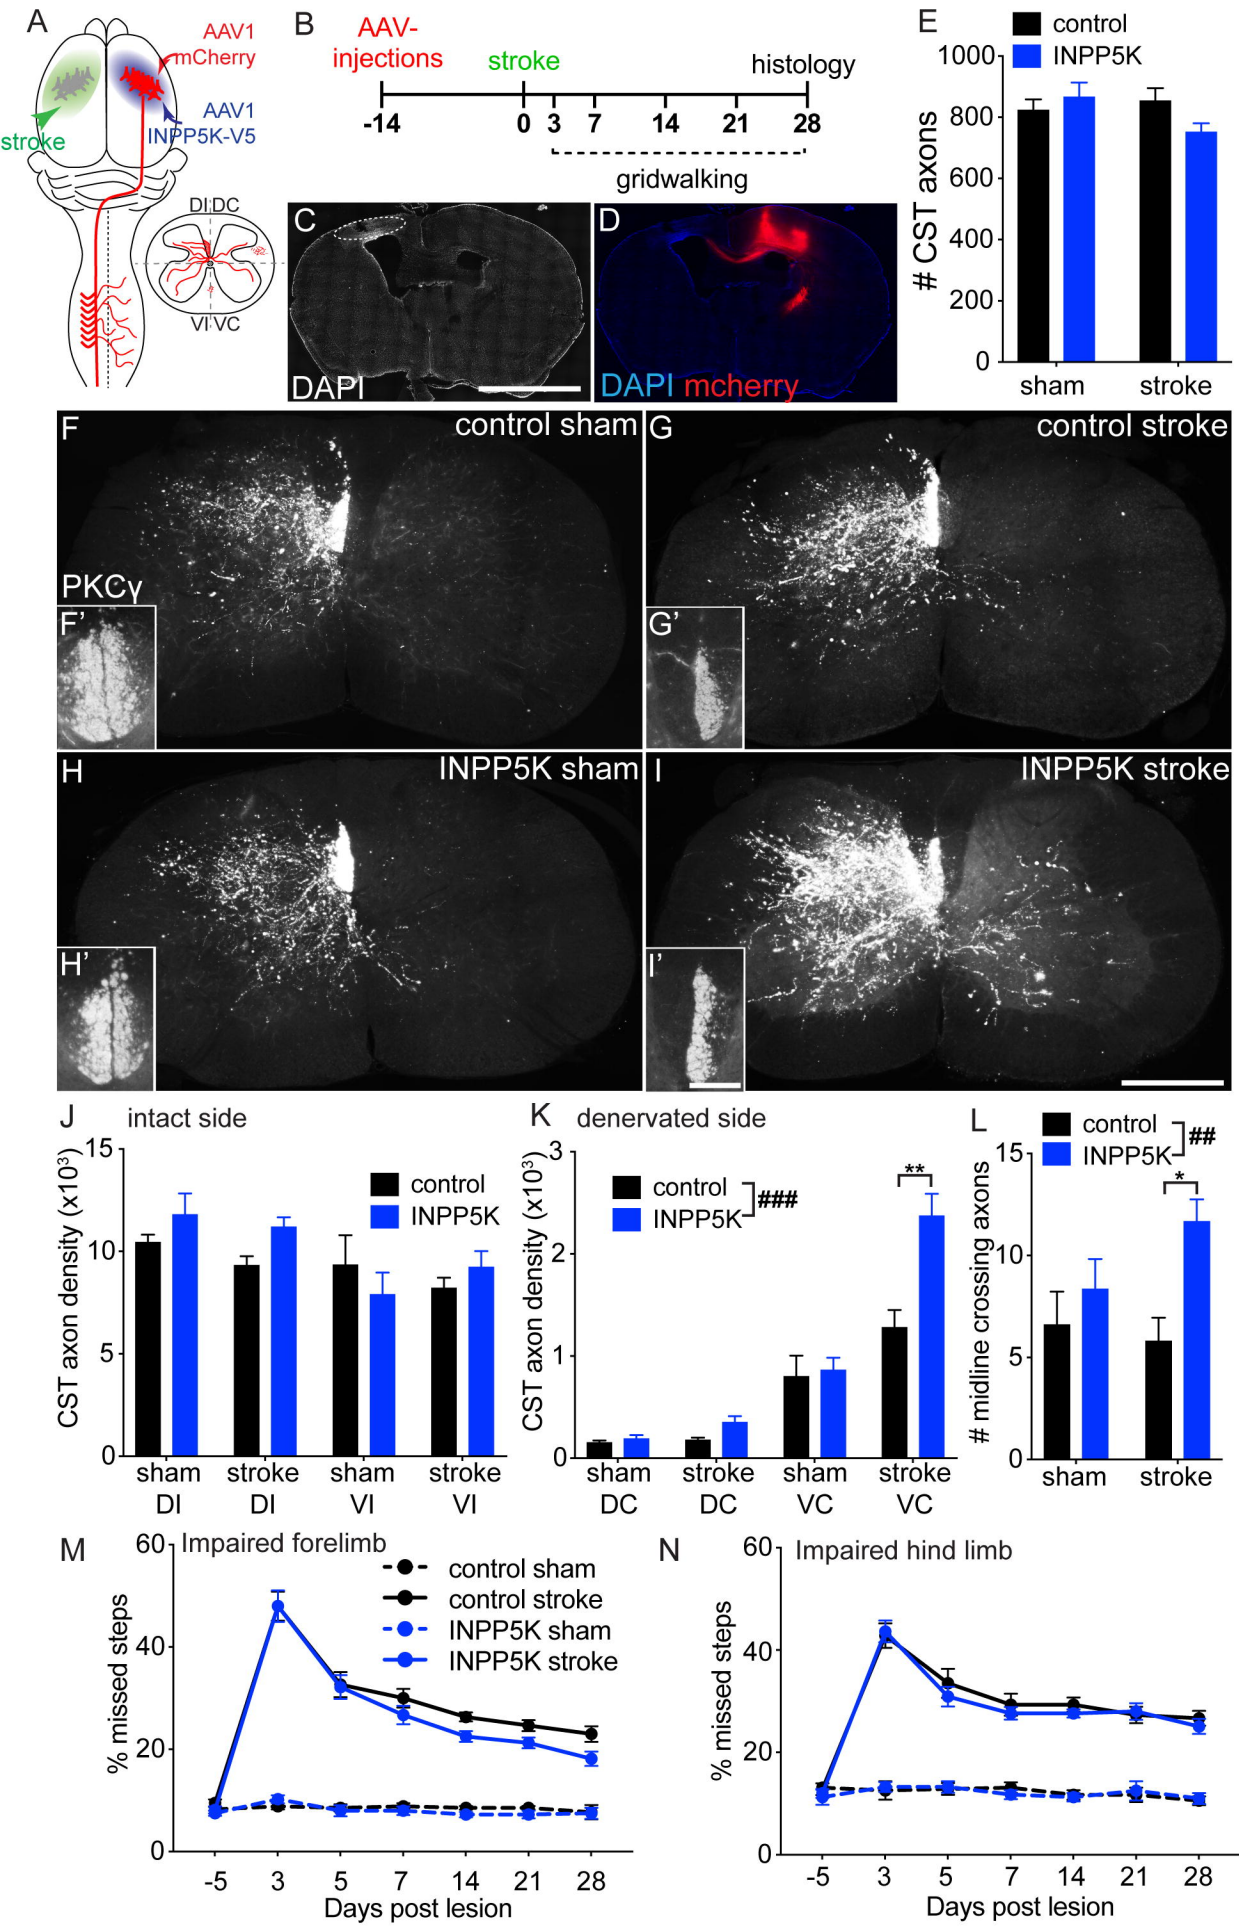 A
AAV1
mCherry
AAV1
INPP5K-V5
stroke
DI DC
VI VC
B
AAV-
injections
stroke
histology
-14 0 3 7 14 21 28
gridwalking
C
DAPI
D
DAPI mcherry
E
control
INPP5K
# CST axons
1000
800
600
400
200
0
sham stroke
F
control sham
PKCγ
F'
G
control stroke
G'
H
INPP5K sham
H'
I
INPP5K stroke
I'
J intact side
CST axon density (x10³)
15
10
5
0
control
INPP5K
sham stroke sham stroke
DI DI VI VI
K denervated side
CST axon density (x10³)
3
2
1
0
control
INPP5K
###
**
sham stroke sham stroke
DC DC VC VC
L
control
INPP5K
##
*
# midline crossing axons
15
10
5
0
sham stroke
M
Impaired forelimb
% missed steps
60
40
20
0
control sham
control stroke
INPP5K sham
INPP5K stroke
-5 3 5 7 14 21 28
Days post lesion
N
Impaired hind limb
% missed steps
60
40
20
0
-5 3 5 7 14 21 28
Days post lesion